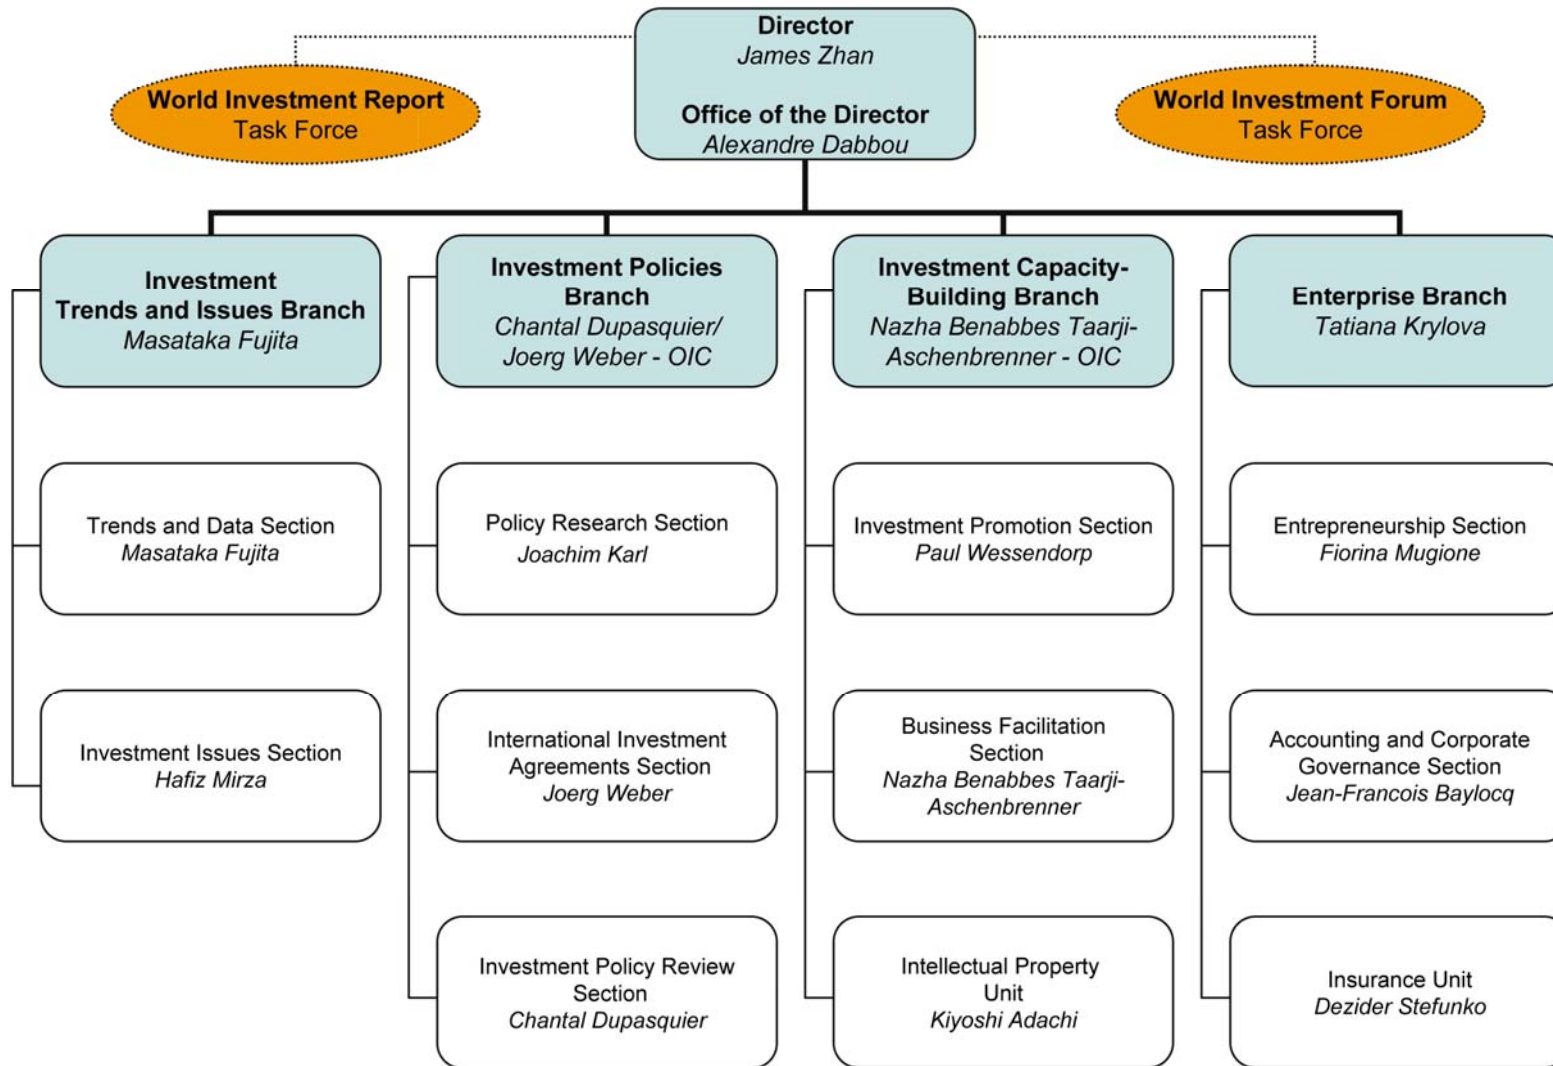 Director
James Zhan
Office of the Director
Alexandre Dabbou
World Investment Report
Task Force
World Investment Forum
Task Force
Investment
Trends and Issues Branch
Masataka Fujita
Investment Policies
Branch
Chantal Dupasquier/
Joerg Weber - OIC
Investment Capacity-
Building Branch
Nazha Benabbes Taarji-
Aschenbrenner - OIC
Enterprise Branch
Tatiana Krylova
Trends and Data Section
Masataka Fujita
Policy Research Section
Joachim Karl
Investment Promotion Section
Paul Wessendorp
Entrepreneurship Section
Fiorina Mugione
Investment Issues Section
Hafiz Mirza
International Investment
Agreements Section
Joerg Weber
Business Facilitation
Section
Nazha Benabbes Taarji-
Aschenbrenner
Accounting and Corporate
Governance Section
Jean-Francois Baylocq
Investment Policy Review
Section
Chantal Dupasquier
Intellectual Property
Unit
Kiyoshi Adachi
Insurance Unit
Dezider Stefunko